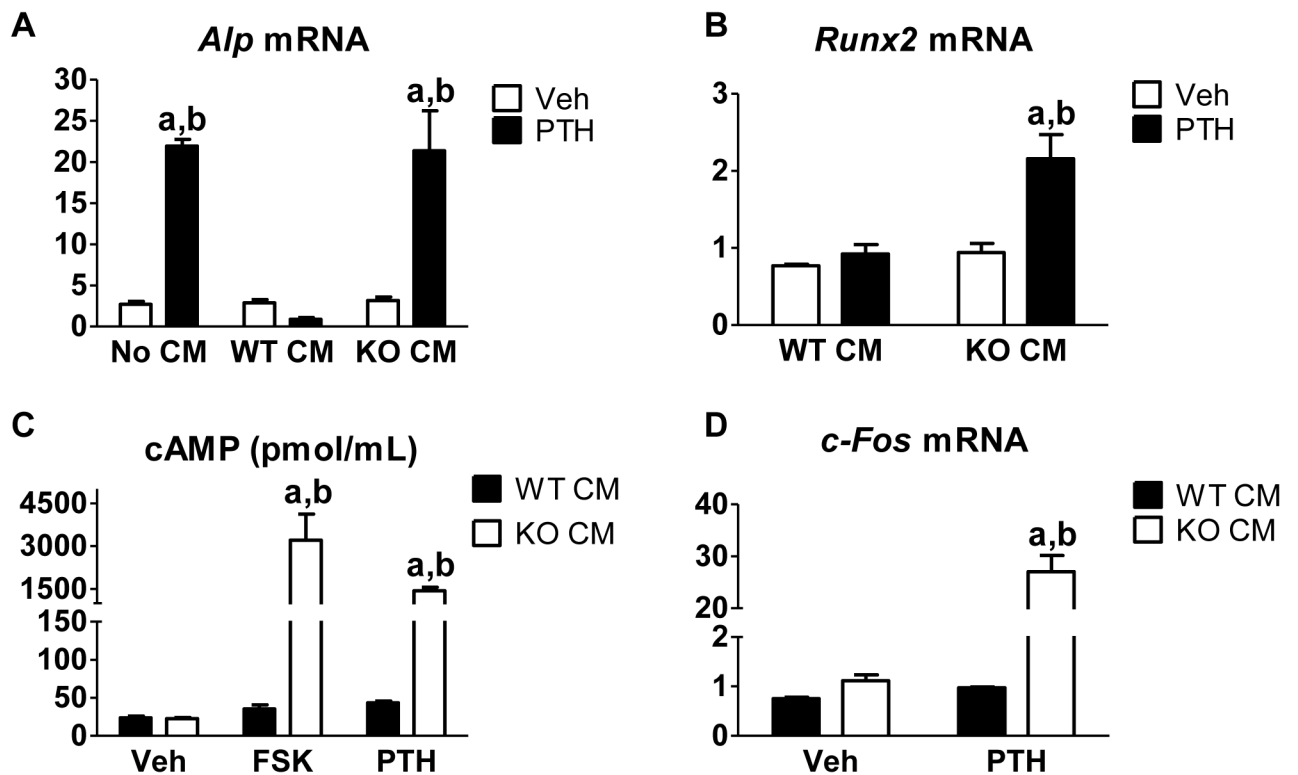 A
Alp mRNA
30
25
20
15
10
5
0
a,b
a,b
Veh
PTH
No CM
WT CM
KO CM
B
Runx2 mRNA
3
2
1
0
a,b
Veh
PTH
WT CM
KO CM
C
cAMP (pmol/mL)
4500
3000
1500
150
100
50
0
a,b
a,b
WT CM
KO CM
Veh
FSK
PTH
D
c-Fos mRNA
40
30
20
2
1
0
a,b
WT CM
KO CM
Veh
PTH